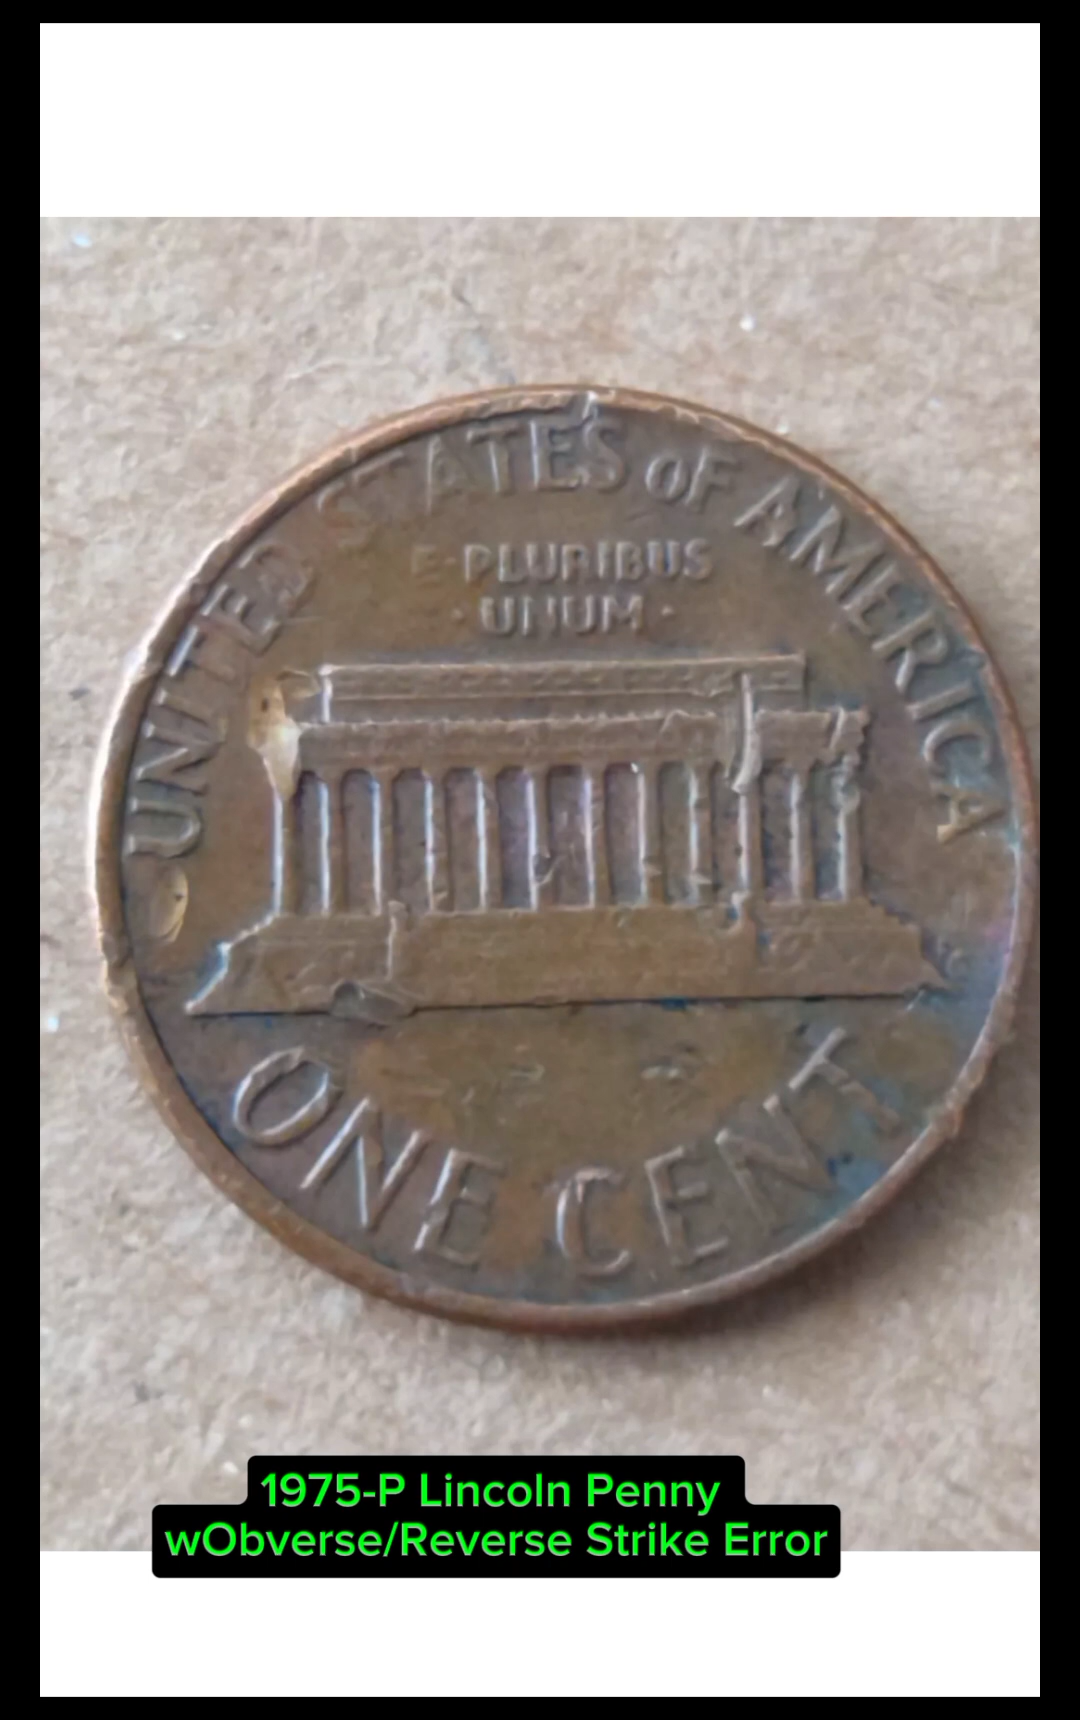 UNITED STATES oF AMERICA
E·PLURIBUS
·UNUM·
ONE CENT
1975-P Lincoln Penny
wObverse/Reverse Strike Error